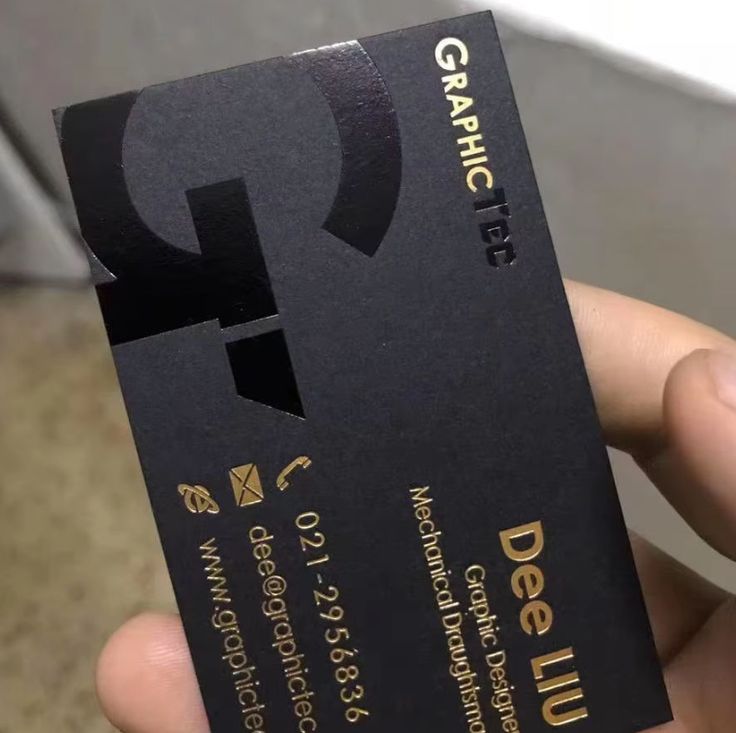 GRAPHICTEC
Dee LIU
Graphic Designer
Mechanical Draughtsma
021-2956836
dee@graphictec
www.graphictec